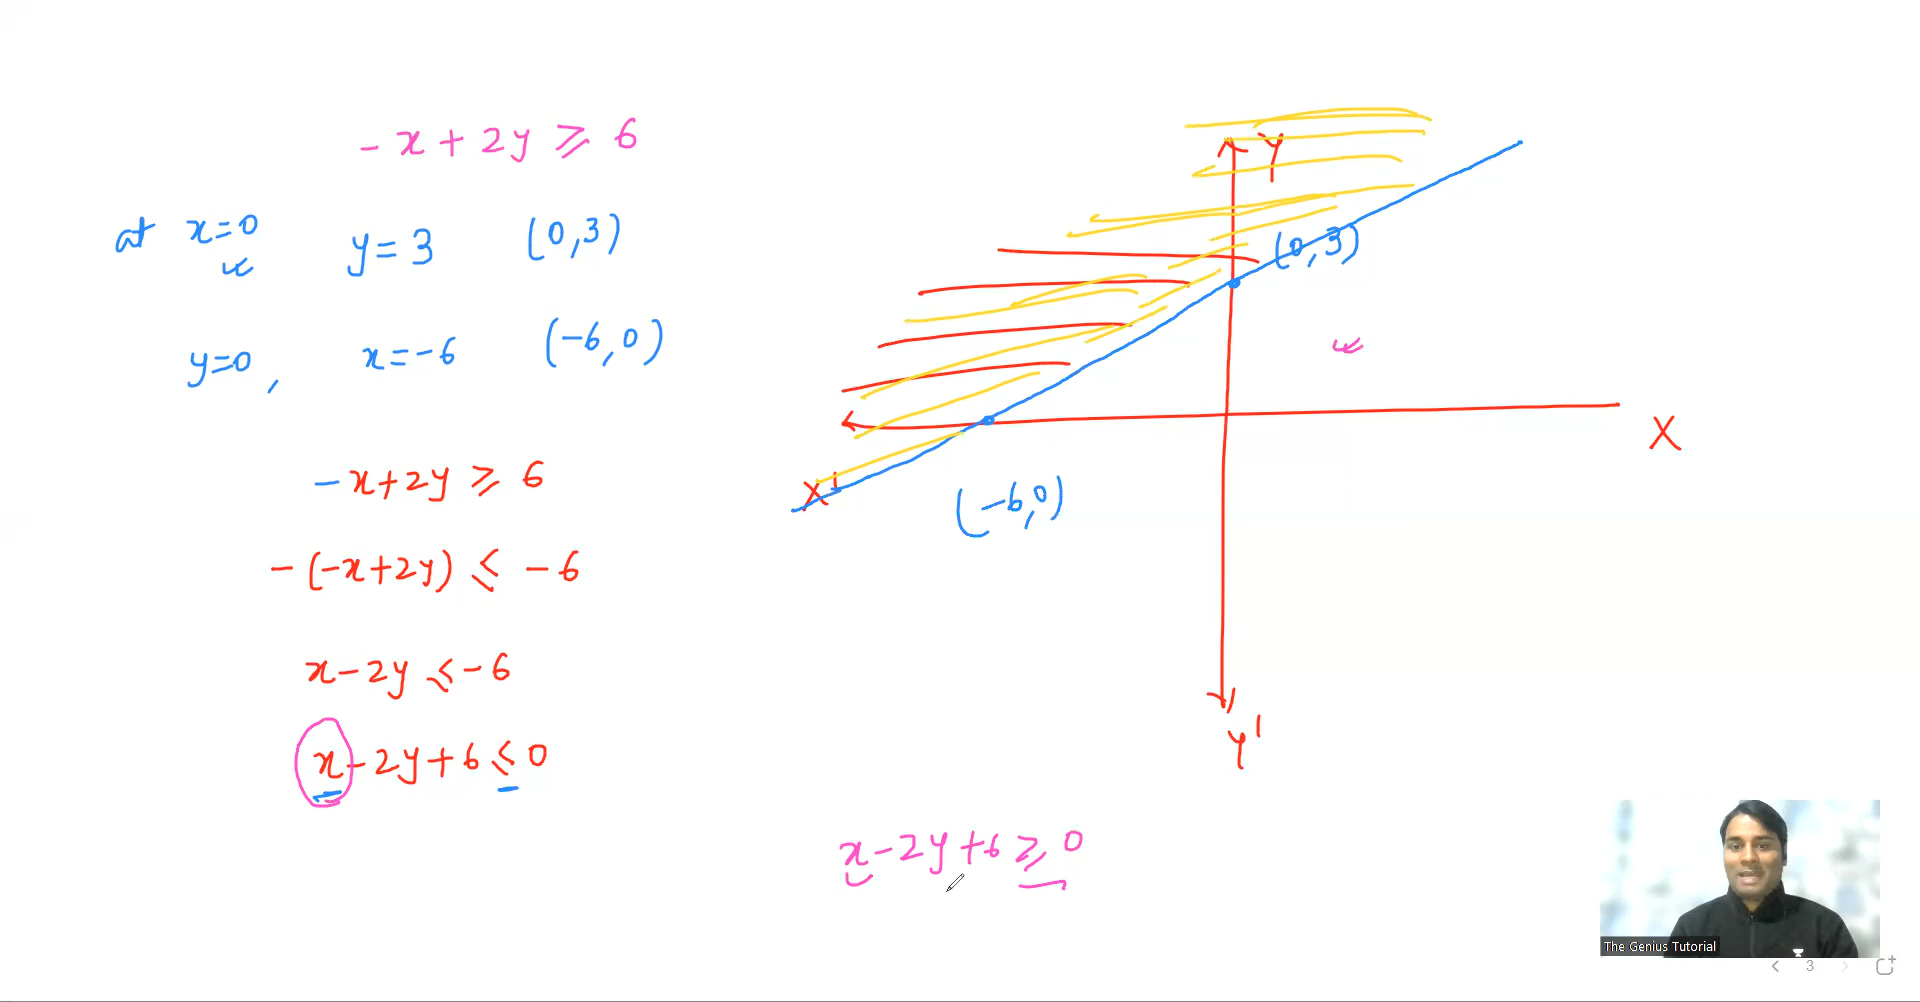 -x+2y ≥ 6
at x=0 y=3 (0,3)
y=0, x=-6 (-6,0)
-x+2y ≥ 6
-(-x+2y) ≤ -6
x-2y ≤ -6
x-2y+6 ≤ 0
Y
(0,3)
X
X'
(-6,0)
Y'
x-2y+6 ≥ 0
The Genius Tutorial
3